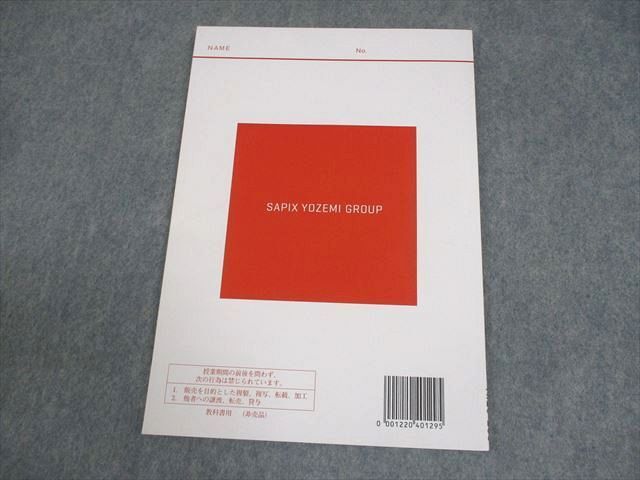 NAME No.
SAPIX YOZEMI GROUP
授業期間の前後を問わず、
次の行為は禁じられています。
1. 販売を目的とした複製、複写、転載、加工
2. 他者への譲渡、転売、貸与
教科書用 (非売品)
0 001220 401295